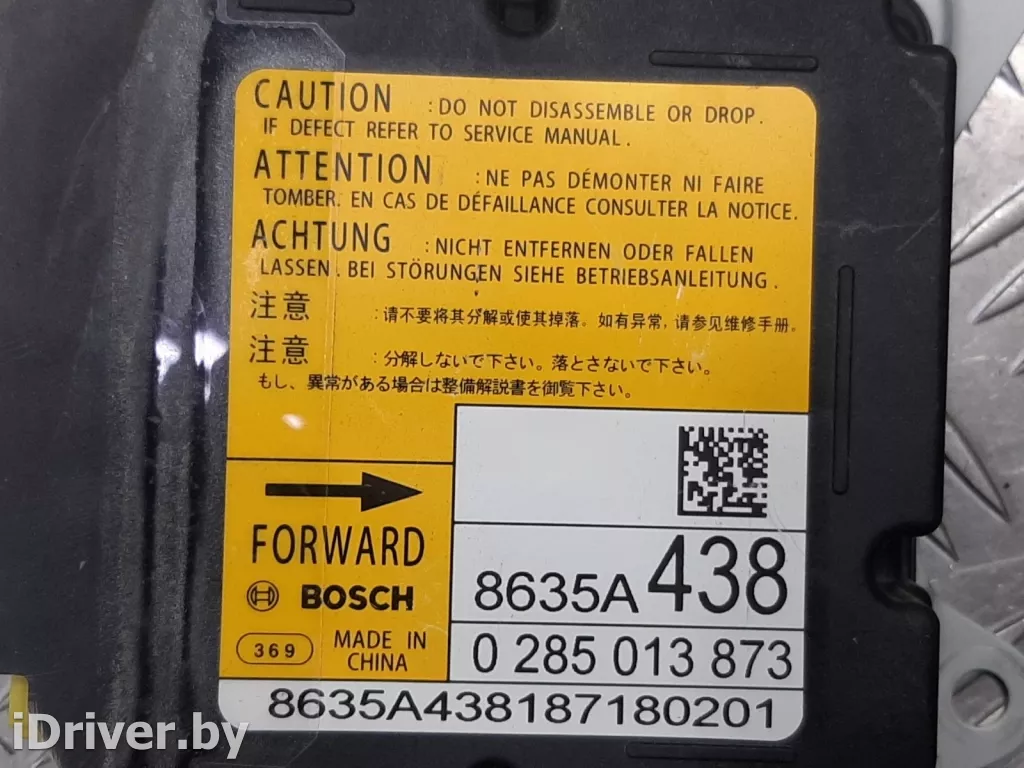 CAUTION :DO NOT DISASSEMBLE OR DROP.
IF DEFECT REFER TO SERVICE MANUAL.
ATTENTION :NE PAS DÉMONTER NI FAIRE
TOMBER. EN CAS DE DÉFAILLANCE CONSULTER LA NOTICE.
ACHTUNG :NICHT ENTFERNEN ODER FALLEN
LASSEN. BEI STÖRUNGEN SIEHE BETRIEBSANLEITUNG.
注意 :请不要将其分解或使其掉落。如有异常,请参见维修手册。
注意 :分解しないで下さい。落とさないで下さい。
もし、異常がある場合は整備解説書を御覧下さい。
FORWARD
BOSCH
8635A438
369
MADE IN
CHINA
0 285 013 873
8635A438187180201
iDriver.by